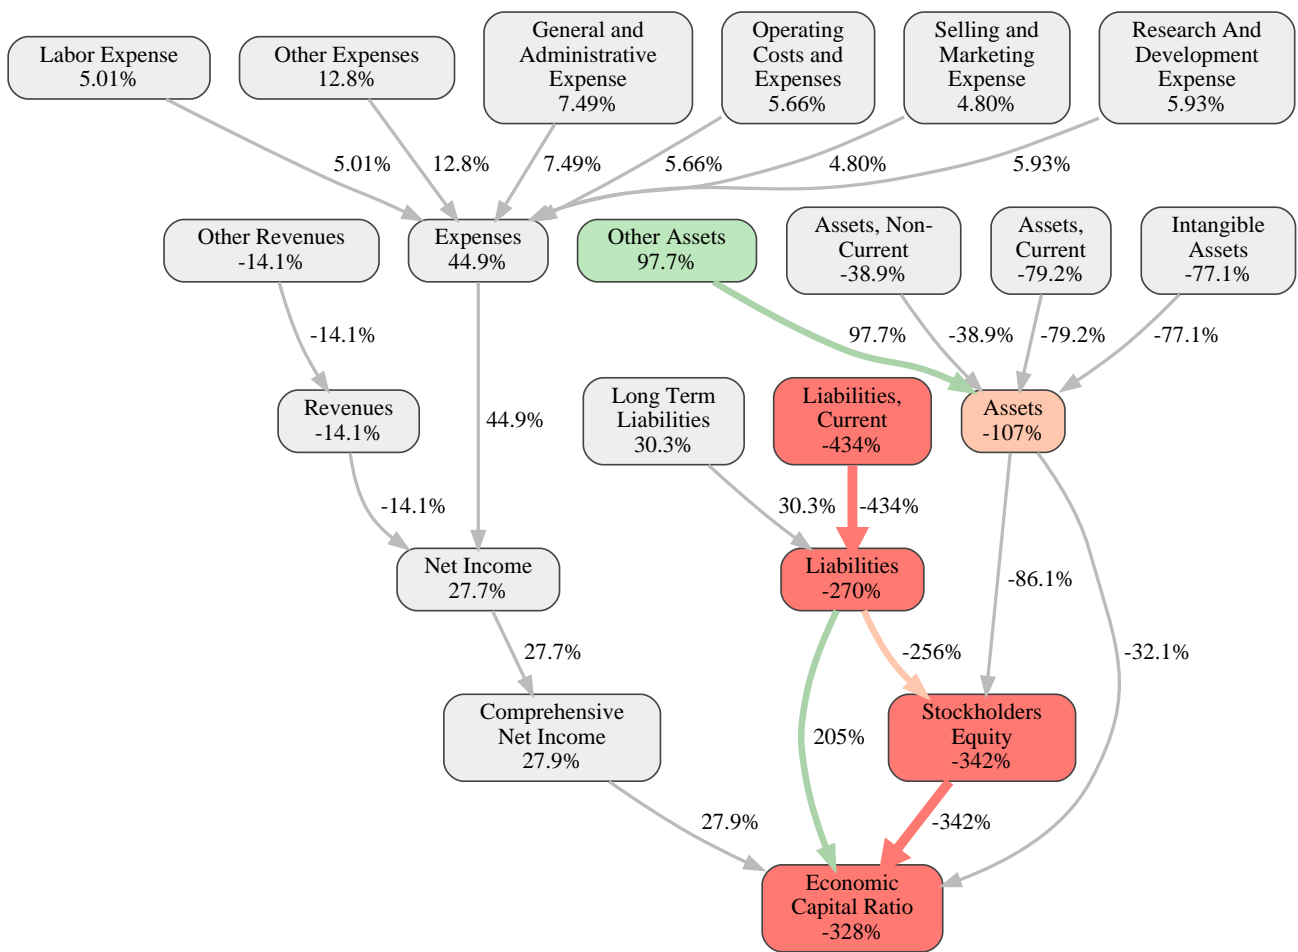 Labor Expense
5.01%
Other Expenses
12.8%
General and
Administrative
Expense
7.49%
Operating
Costs and
Expenses
5.66%
Selling and
Marketing
Expense
4.80%
Research And
Development
Expense
5.93%
5.01%
12.8%
7.49%
5.66%
4.80%
5.93%
Other Revenues
-14.1%
Expenses
44.9%
Other Assets
97.7%
Assets, Non-
Current
-38.9%
Assets,
Current
-79.2%
Intangible
Assets
-77.1%
-14.1%
97.7%
-38.9%
-79.2%
-77.1%
Revenues
-14.1%
44.9%
Long Term
Liabilities
30.3%
Liabilities,
Current
-434%
Assets
-107%
-14.1%
30.3%
-434%
Net Income
27.7%
Liabilities
-270%
-86.1%
27.7%
-256%
-32.1%
Comprehensive
Net Income
27.9%
205%
Stockholders
Equity
-342%
27.9%
-342%
Economic
Capital Ratio
-328%